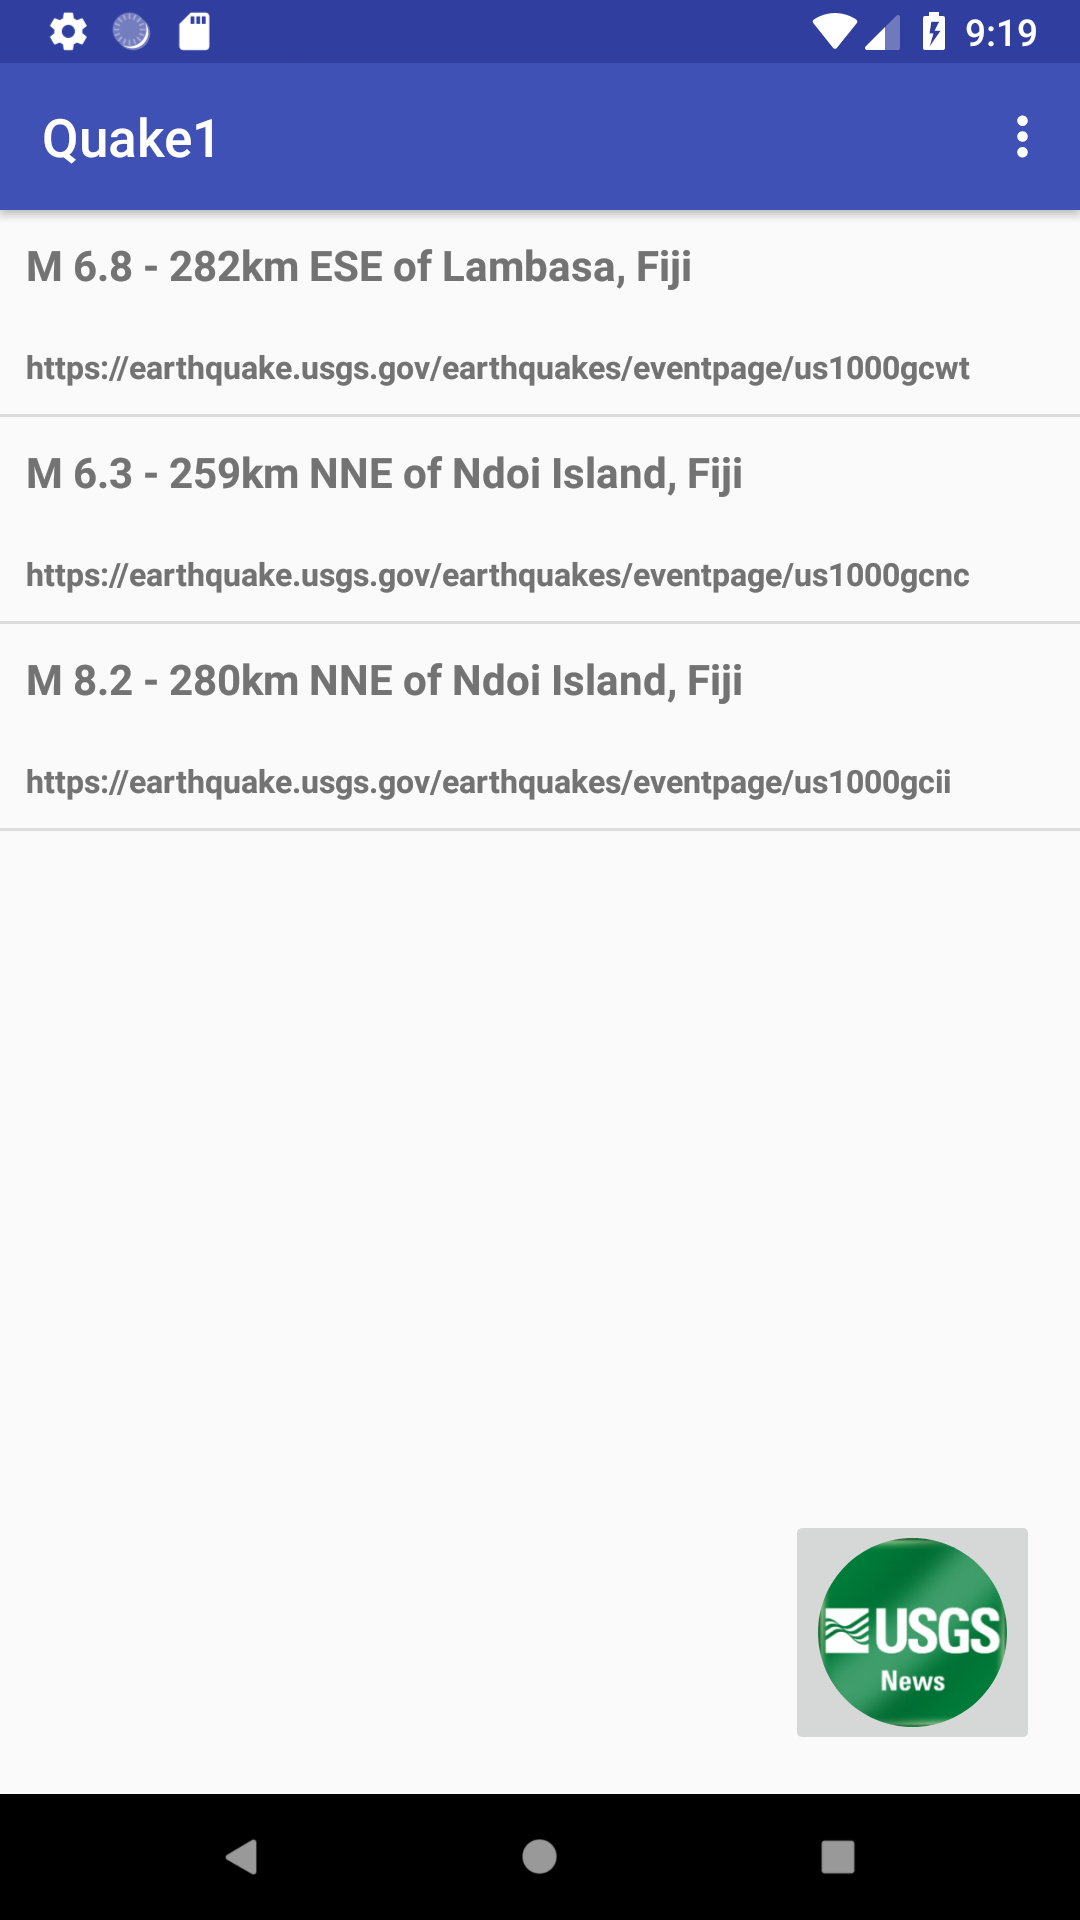 9:19
Quake1
M 6.8 - 282km ESE of Lambasa, Fiji
https://earthquake.usgs.gov/earthquakes/eventpage/us1000gcwt
M 6.3 - 259km NNE of Ndoi Island, Fiji
https://earthquake.usgs.gov/earthquakes/eventpage/us1000gcnc
M 8.2 - 280km NNE of Ndoi Island, Fiji
https://earthquake.usgs.gov/earthquakes/eventpage/us1000gcii
USGS
News